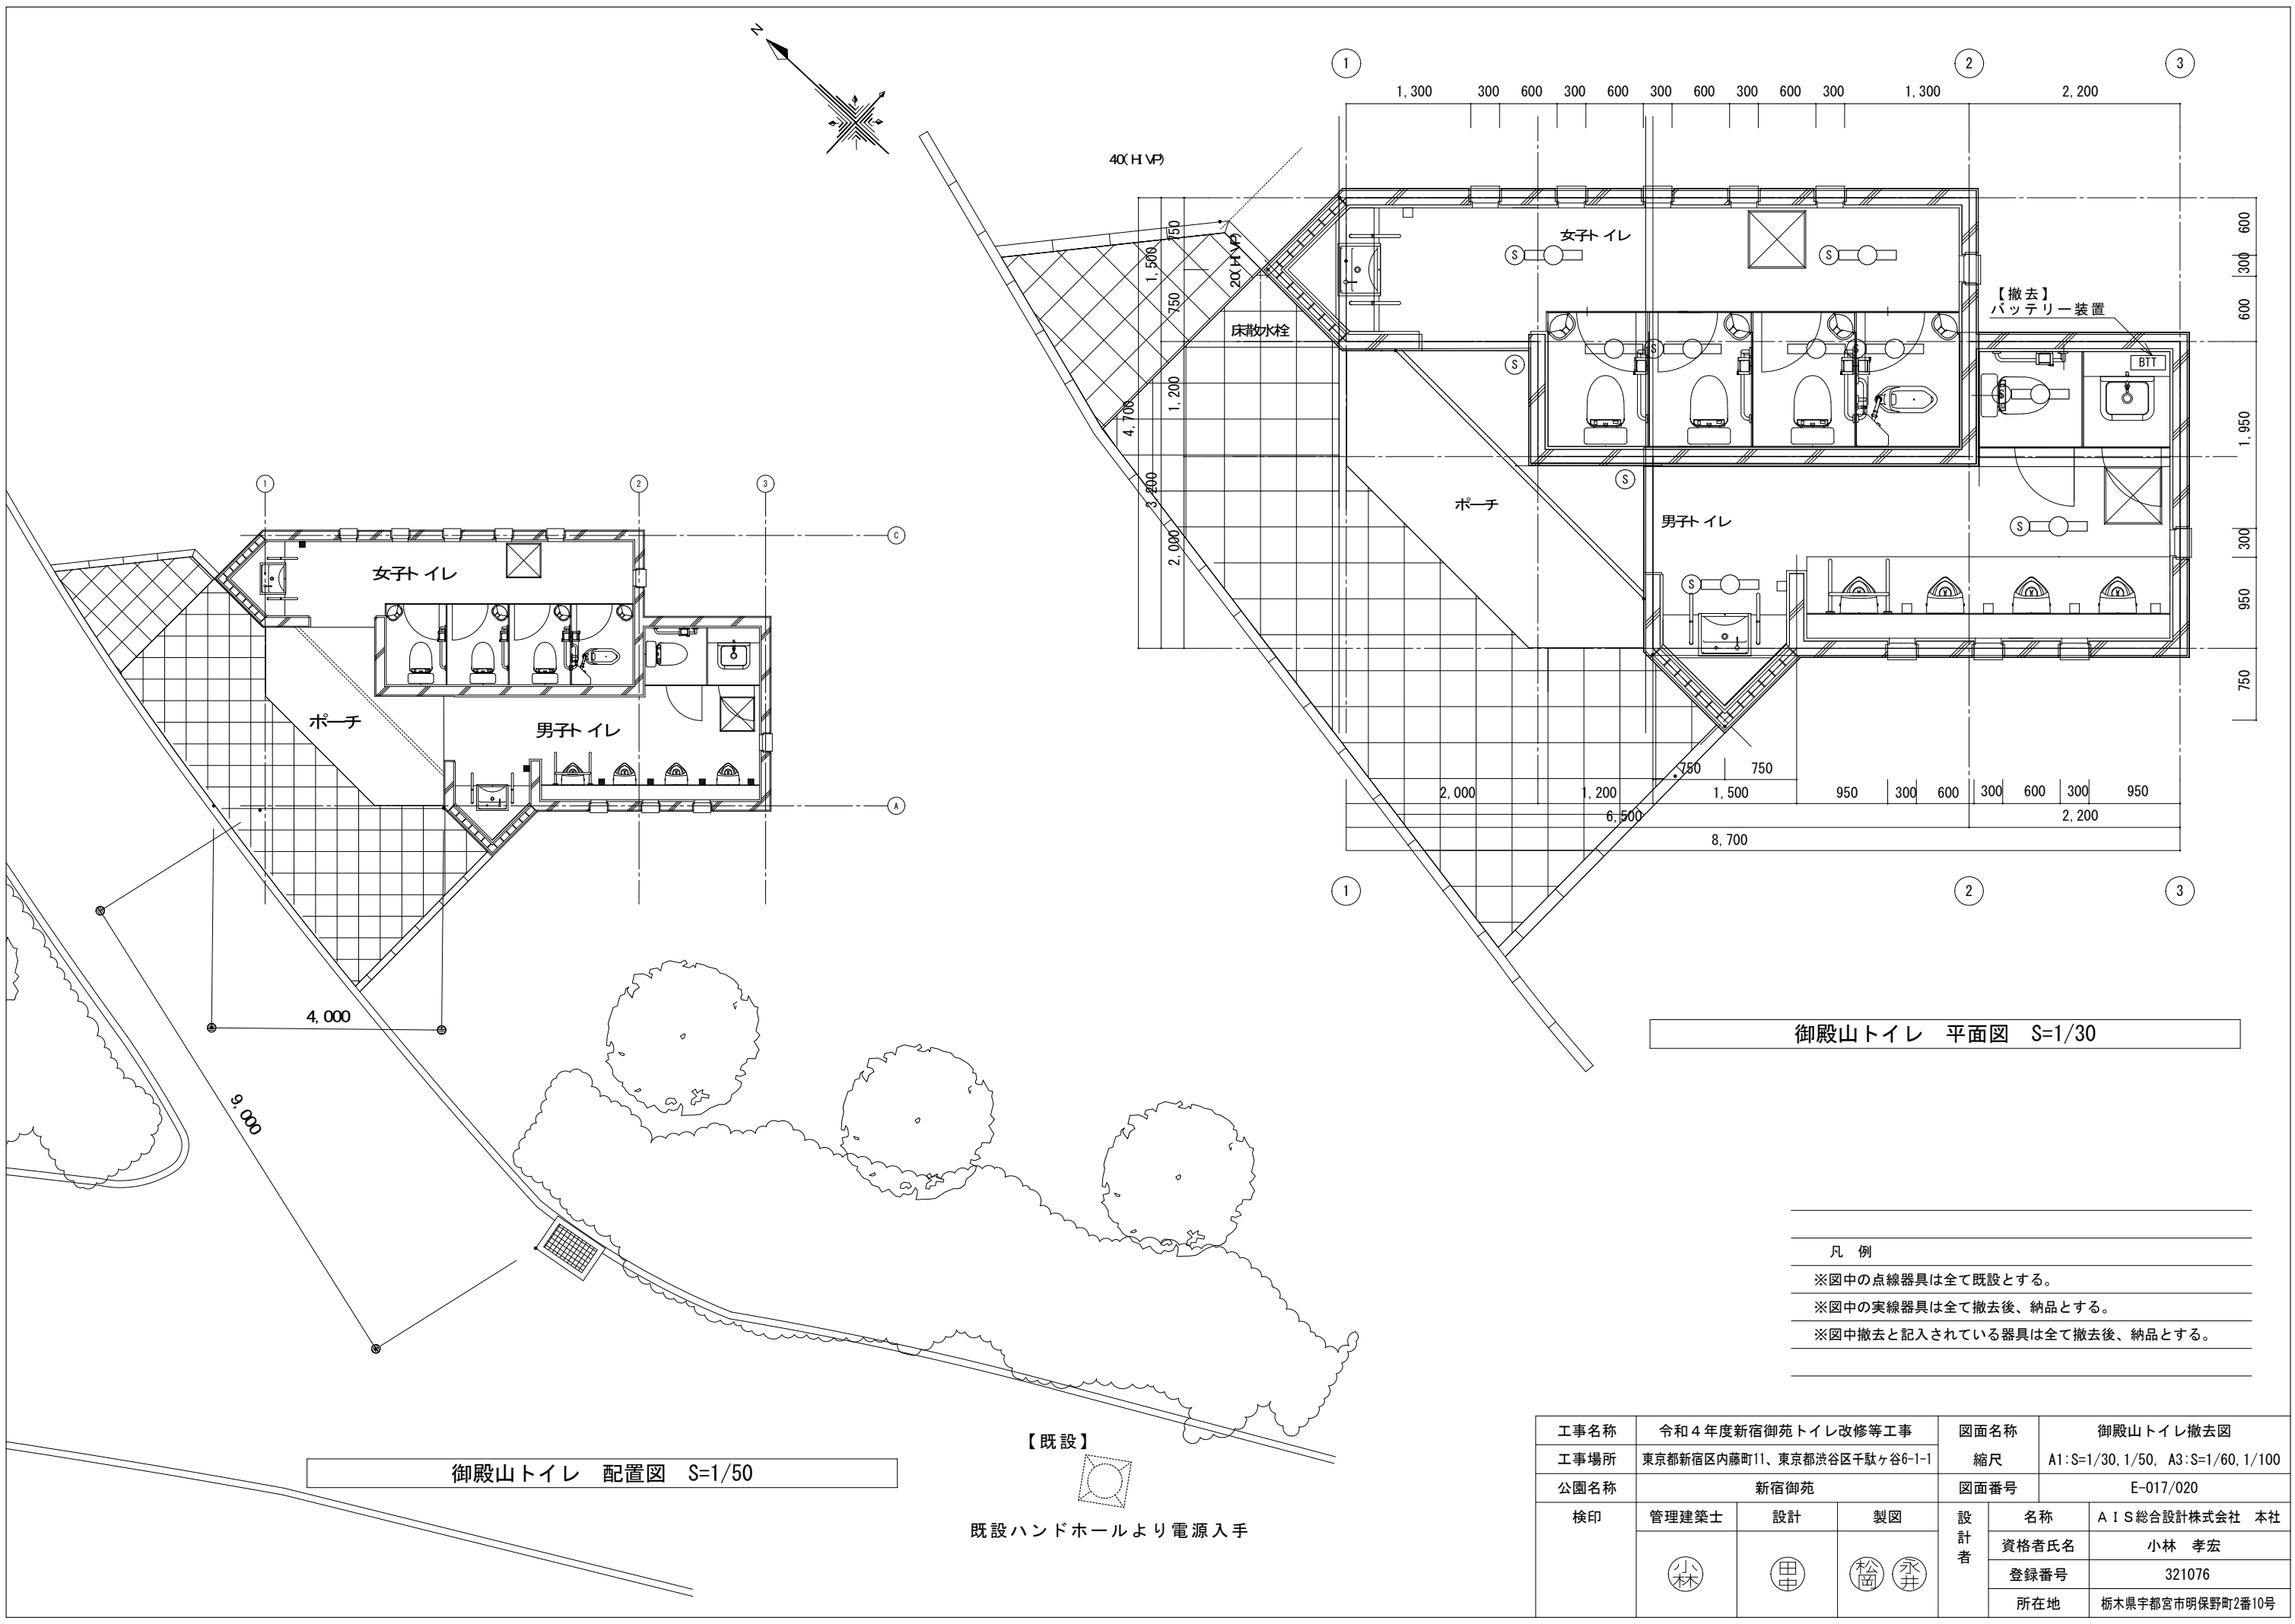 N
1
2
3
1,300 300 600 300 600 300 600 300 600 300 1,300 2,200
40(HIVP)
20(HIVP)
750
1,500
750
1,200
4,700
3,200
2,000
床散水栓
女子トイレ
S
S
【撤去】
バッテリー装置
BTT
S
S
S
S
S
ポーチ
男子トイレ
S
S
600
300
600
1,950
300
950
750
750 750
2,000 1,200 1,500 950 300 600 300 600 300 950
6,500 2,200
8,700
1
2
3
御殿山トイレ 平面図 S=1/30
1
2
3
C
A
女子トイレ
ポーチ
男子トイレ
4,000
9,000
御殿山トイレ 配置図 S=1/50
【既設】
既設ハンドホールより電源入手
凡 例
※図中の点線器具は全て既設とする。
※図中の実線器具は全て撤去後、納品とする。
※図中撤去と記入されている器具は全て撤去後、納品とする。
工事名称 令和4年度新宿御苑トイレ改修等工事 図面名称 御殿山トイレ撤去図
工事場所 東京都新宿区内藤町11、東京都渋谷区千駄ヶ谷6-1-1 縮尺 A1:S=1/30,1/50, A3:S=1/60,1/100
公園名称 新宿御苑 図面番号 E-017/020
検印 管理建築士 設計 製図 設計者 名称 AIS総合設計株式会社 本社
資格者氏名 小林 孝宏
小林 田中 松岡 永井
登録番号 321076
所在地 栃木県宇都宮市明保野町2番10号